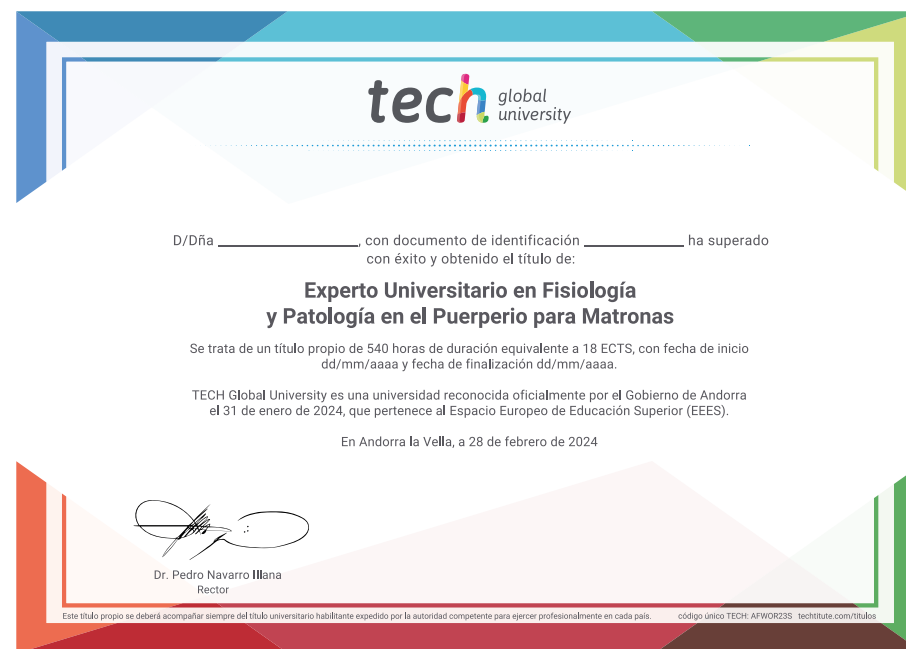 tech global university
D/Dña ____________, con documento de identificación ____________ ha superado
con éxito y obtenido el título de:
Experto Universitario en Fisiología
y Patología en el Puerperio para Matronas
Se trata de un título propio de 540 horas de duración equivalente a 18 ECTS, con fecha de inicio
dd/mm/aaaa y fecha de finalización dd/mm/aaaa.
TECH Global University es una universidad reconocida oficialmente por el Gobierno de Andorra
el 31 de enero de 2024, que pertenece al Espacio Europeo de Educación Superior (EEES).
En Andorra la Vella, a 28 de febrero de 2024
Dr. Pedro Navarro Illana
Rector
Este título propio se deberá acompañar siempre del título universitario habilitante expedido por la autoridad competente para ejercer profesionalmente en cada país. código único TECH: AFWOR23S techtitute.com/titulos